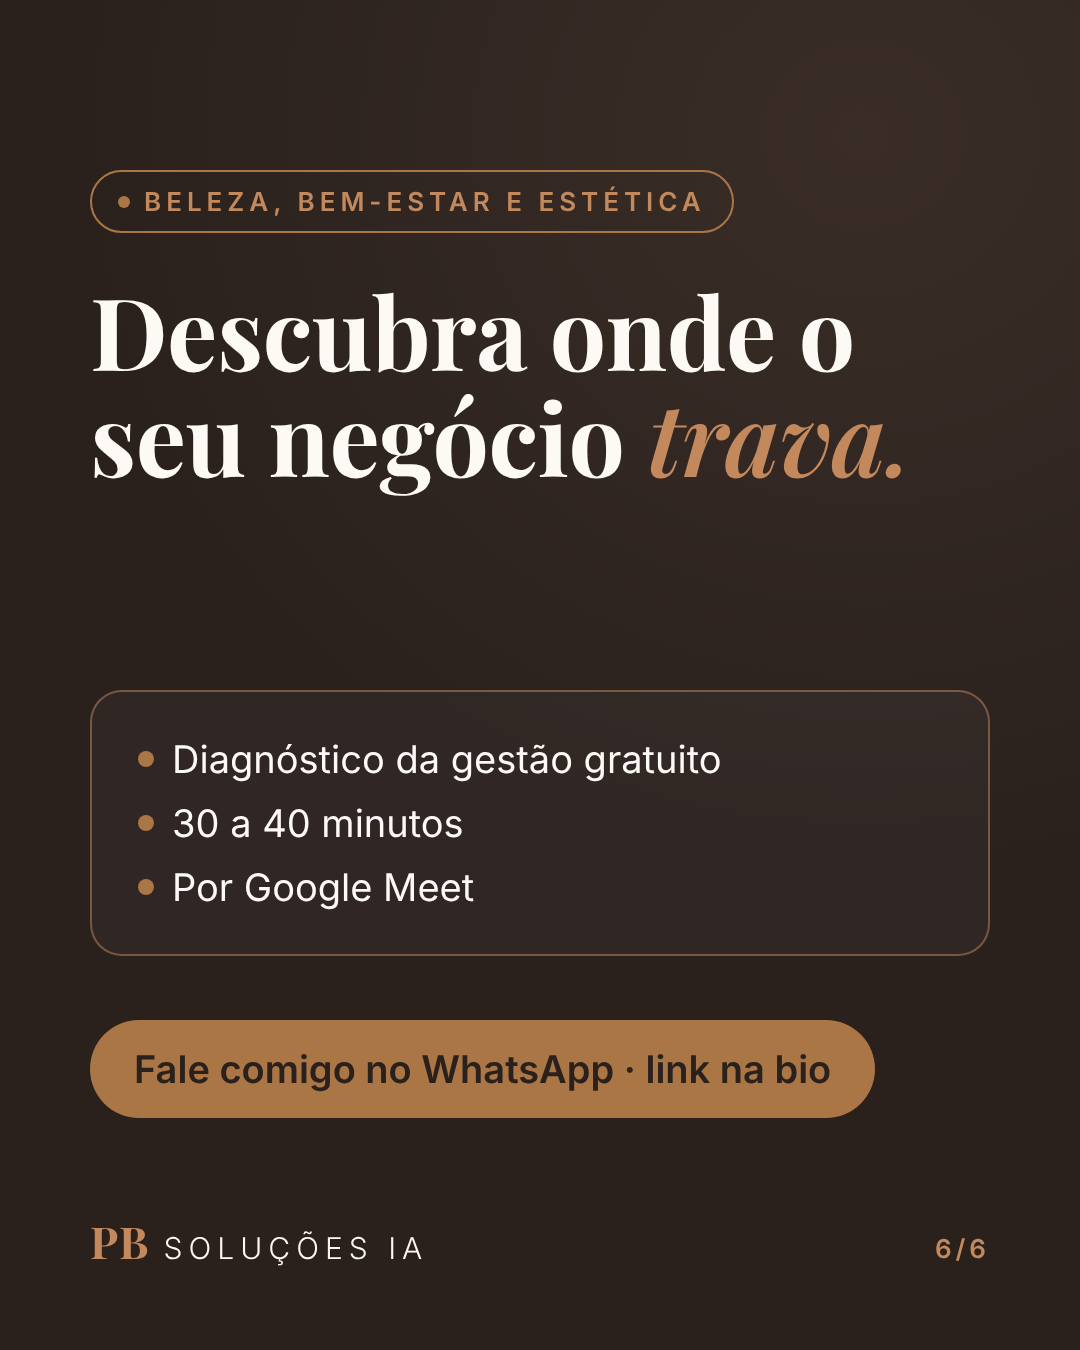 BELEZA, BEM-ESTAR E ESTÉTICA
Descubra onde o
seu negócio trava.
Diagnóstico da gestão gratuito
30 a 40 minutos
Por Google Meet
Fale comigo no WhatsApp · link na bio
PB SOLUÇÕES IA
6/6